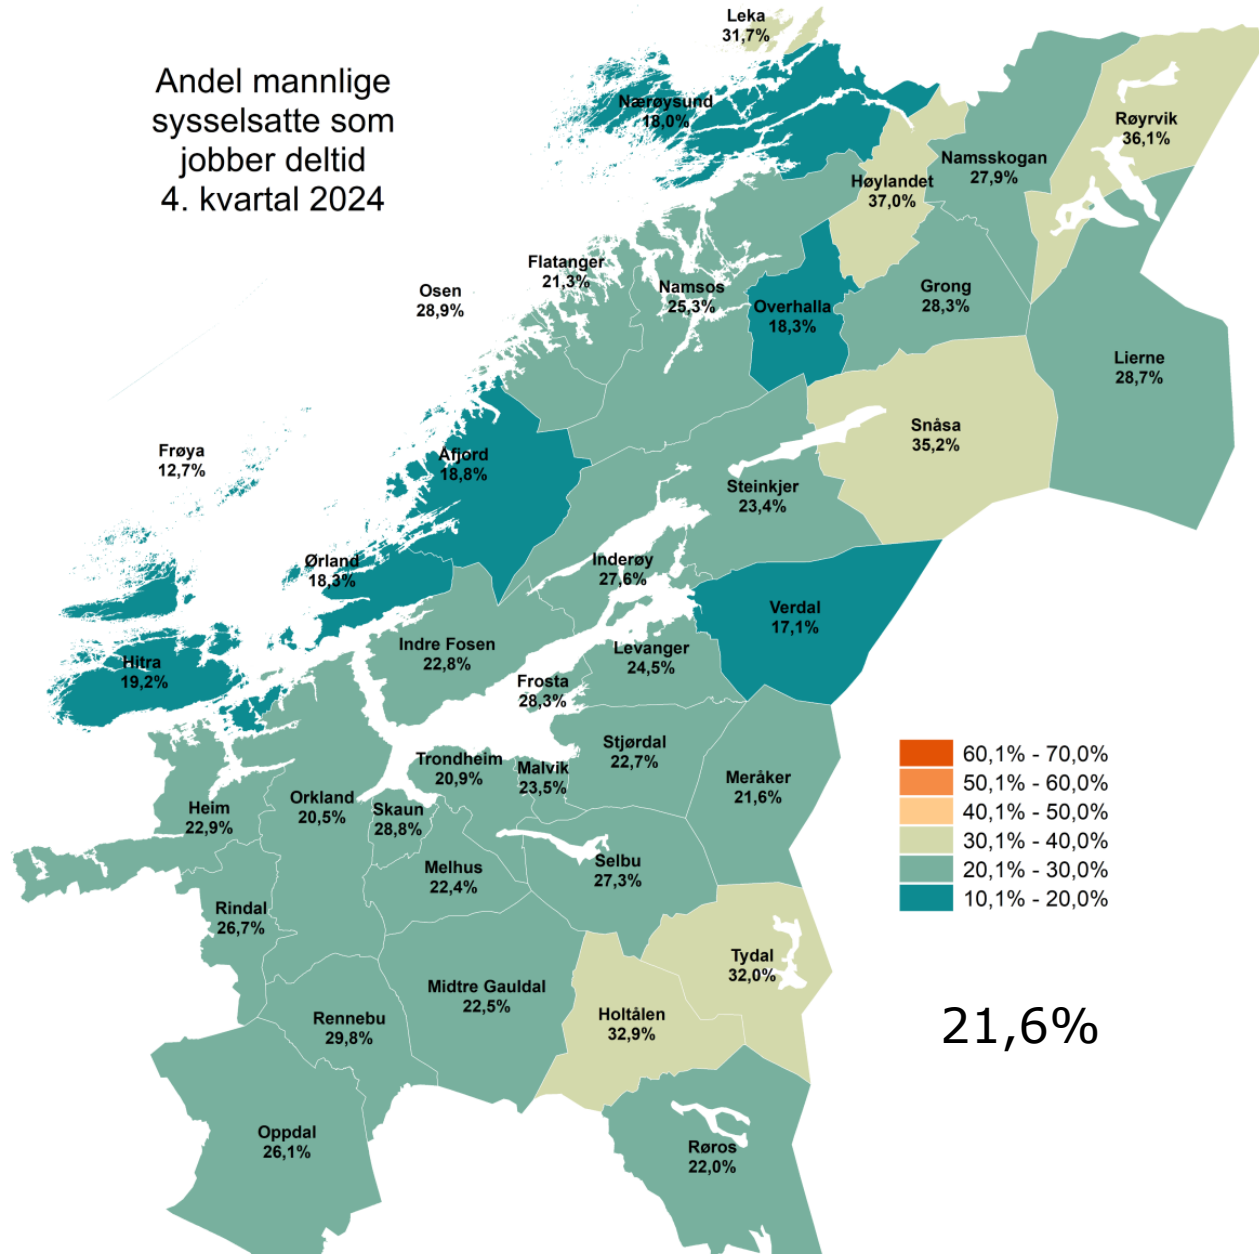 Andel mannlige
sysselsatte som
jobber deltid
4. kvartal 2024
Leka
31,7%
Nærøysund
18,0%
Røyrvik
36,1%
Namsskogan
27,9%
Høylandet
37,0%
Flatanger
21,3%
Osen
28,9%
Namsos
25,3%
Overhalla
18,3%
Grong
28,3%
Lierne
28,7%
Snåsa
35,2%
Frøya
12,7%
Åfjord
18,8%
Steinkjer
23,4%
Ørland
18,3%
Inderøy
27,6%
Verdal
17,1%
Indre Fosen
22,8%
Levanger
24,5%
Hitra
19,2%
Frosta
28,3%
Stjørdal
22,7%
Trondheim
20,9%
Malvik
23,5%
Meråker
21,6%
Heim
22,9%
Orkland
20,5%
Skaun
28,8%
Melhus
22,4%
Selbu
27,3%
Rindal
26,7%
Tydal
32,0%
Midtre Gauldal
22,5%
Holtålen
32,9%
Rennebu
29,8%
Oppdal
26,1%
Røros
22,0%
60,1% - 70,0%
50,1% - 60,0%
40,1% - 50,0%
30,1% - 40,0%
20,1% - 30,0%
10,1% - 20,0%
21,6%